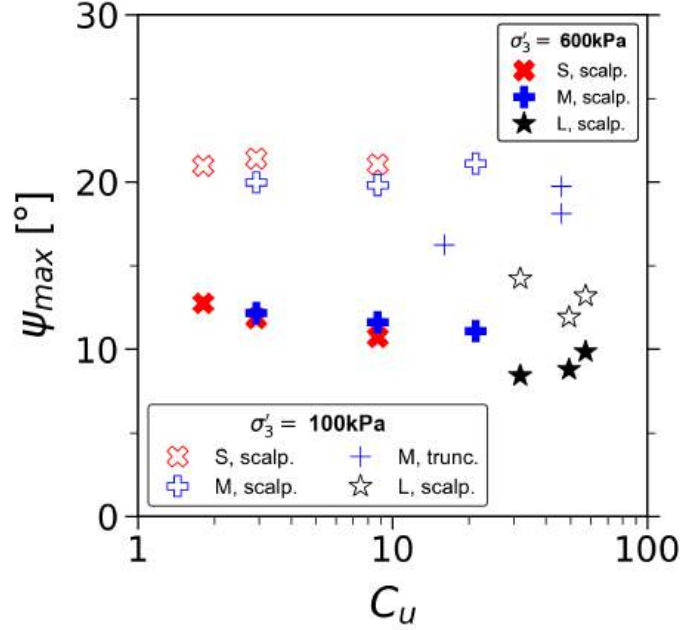 30
20
10
0
ψmax [°]
σ′3 = 600kPa
S, scalp.
M, scalp.
L, scalp.
σ′3 = 100kPa
S, scalp. M, trunc.
M, scalp. L, scalp.
1 10 100
Cu